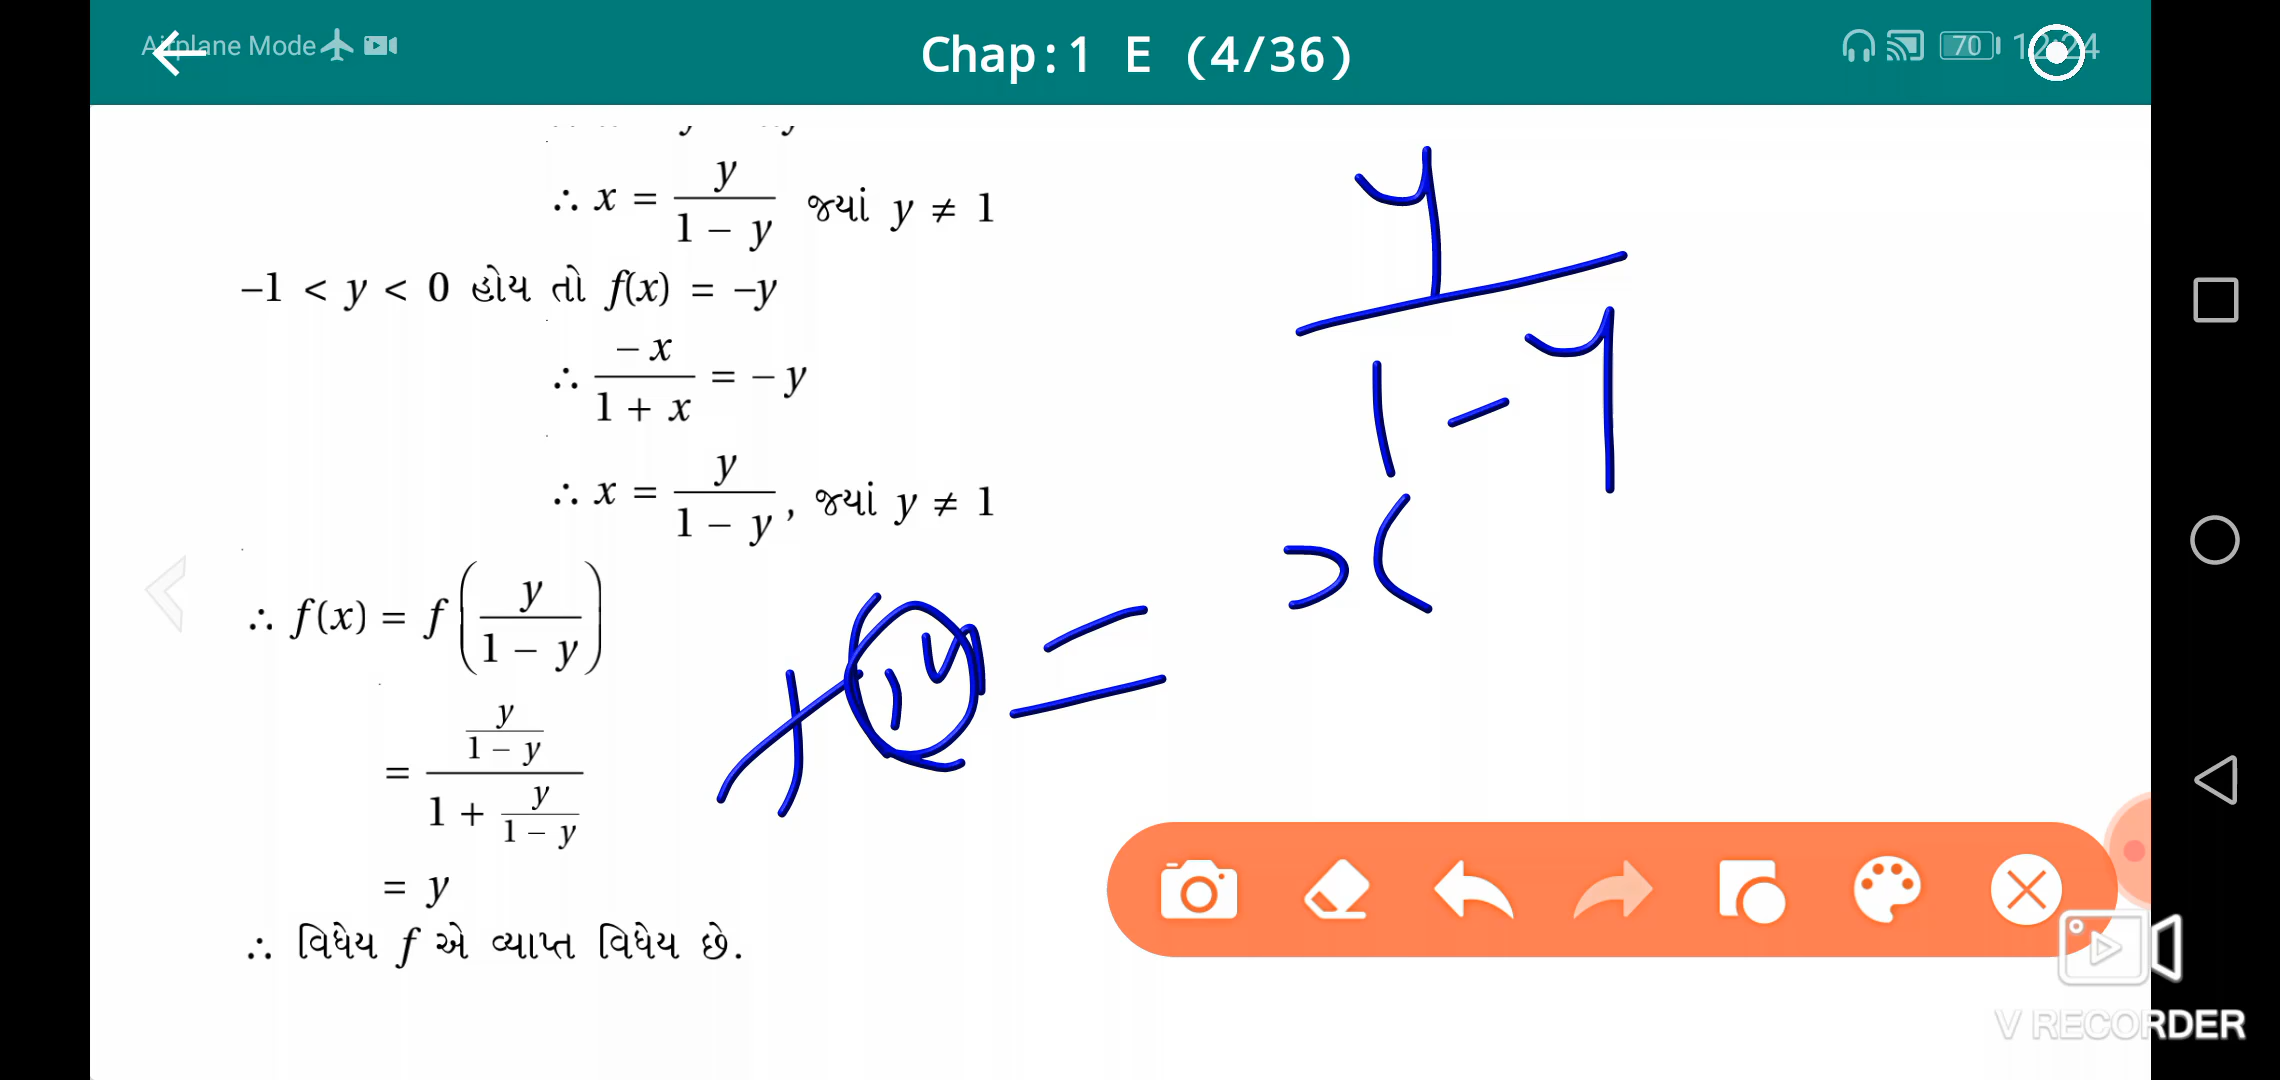 Airplane Mode
Chap:1 E (4/36)
70
∴ x = y / (1 − y) જ્યાં y ≠ 1
−1 < y < 0 હોય તો f(x) = −y
∴ −x / (1 + x) = −y
∴ x = y / (1 − y), જ્યાં y ≠ 1
∴ f(x) = f(y / (1 − y))
= (y / (1 − y)) / (1 + y / (1 − y))
= y
∴ વિધેય f એ વ્યાપ્ત વિધેય છે.
y / (1 − y)
x
=
V RECORDER